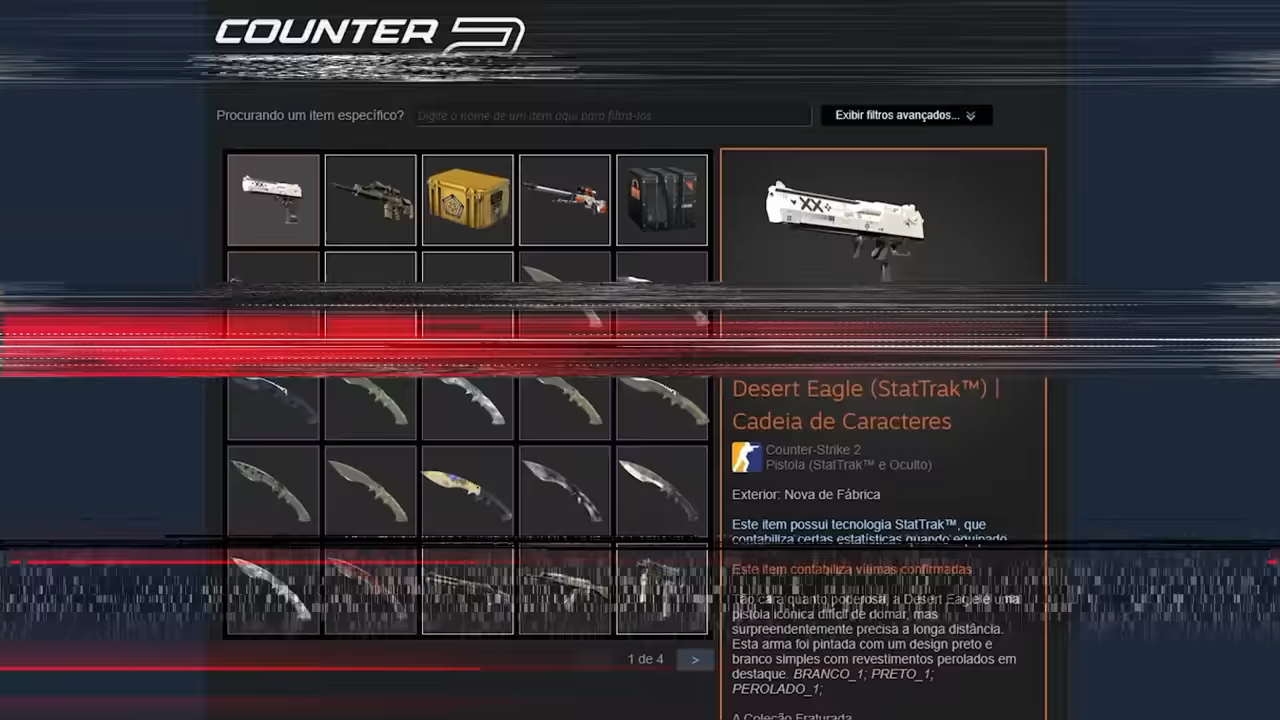 COUNTER
Procurando um item específico?
Digite o nome de um item aqui para filtrá-los
Exibir filtros avançados...
XX
Desert Eagle (StatTrak™) |
Cadeia de Caracteres
Counter-Strike 2
Pistola (StatTrak™ e Oculto)
Exterior: Nova de Fábrica
Este item possui tecnologia StatTrak™, que
contabiliza certas estatísticas quando equipado
Este item contabiliza vítimas confirmadas.
Tão cara quanto poderosa, a Desert Eagle é uma
pistola icônica difícil de domar, mas
surpreendentemente precisa a longa distância.
Esta arma foi pintada com um design preto e
branco simples com revestimentos perolados em
destaque. BRANCO_1; PRETO_1;
PEROLADO_1;
A Coleção Fraturada
1 de 4
>